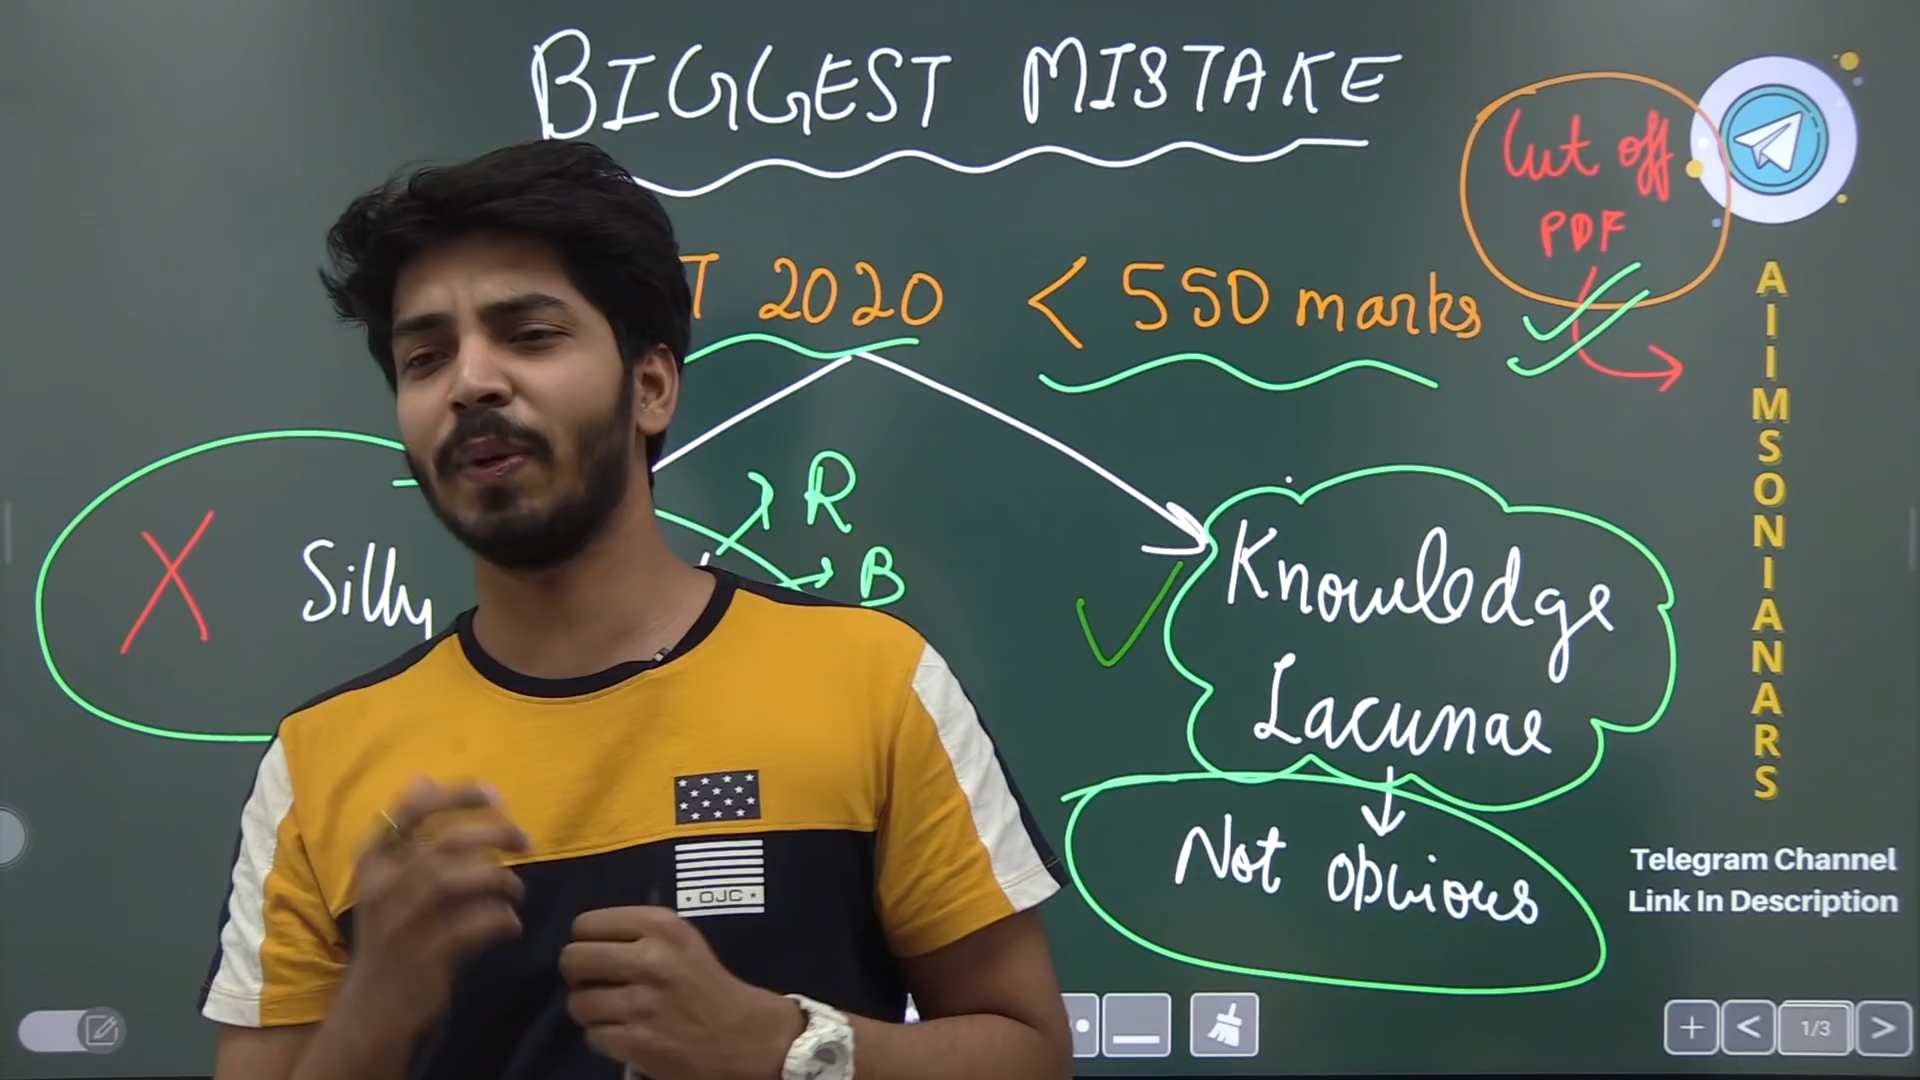 BIGGEST MISTAKE
Cut off
PDF
T 2020 < 550 marks
R
B
X Silly
Knowledge
Lacunae
Not obvious
AIIMSONIANARS
Telegram Channel
Link In Description
OJC
1/3